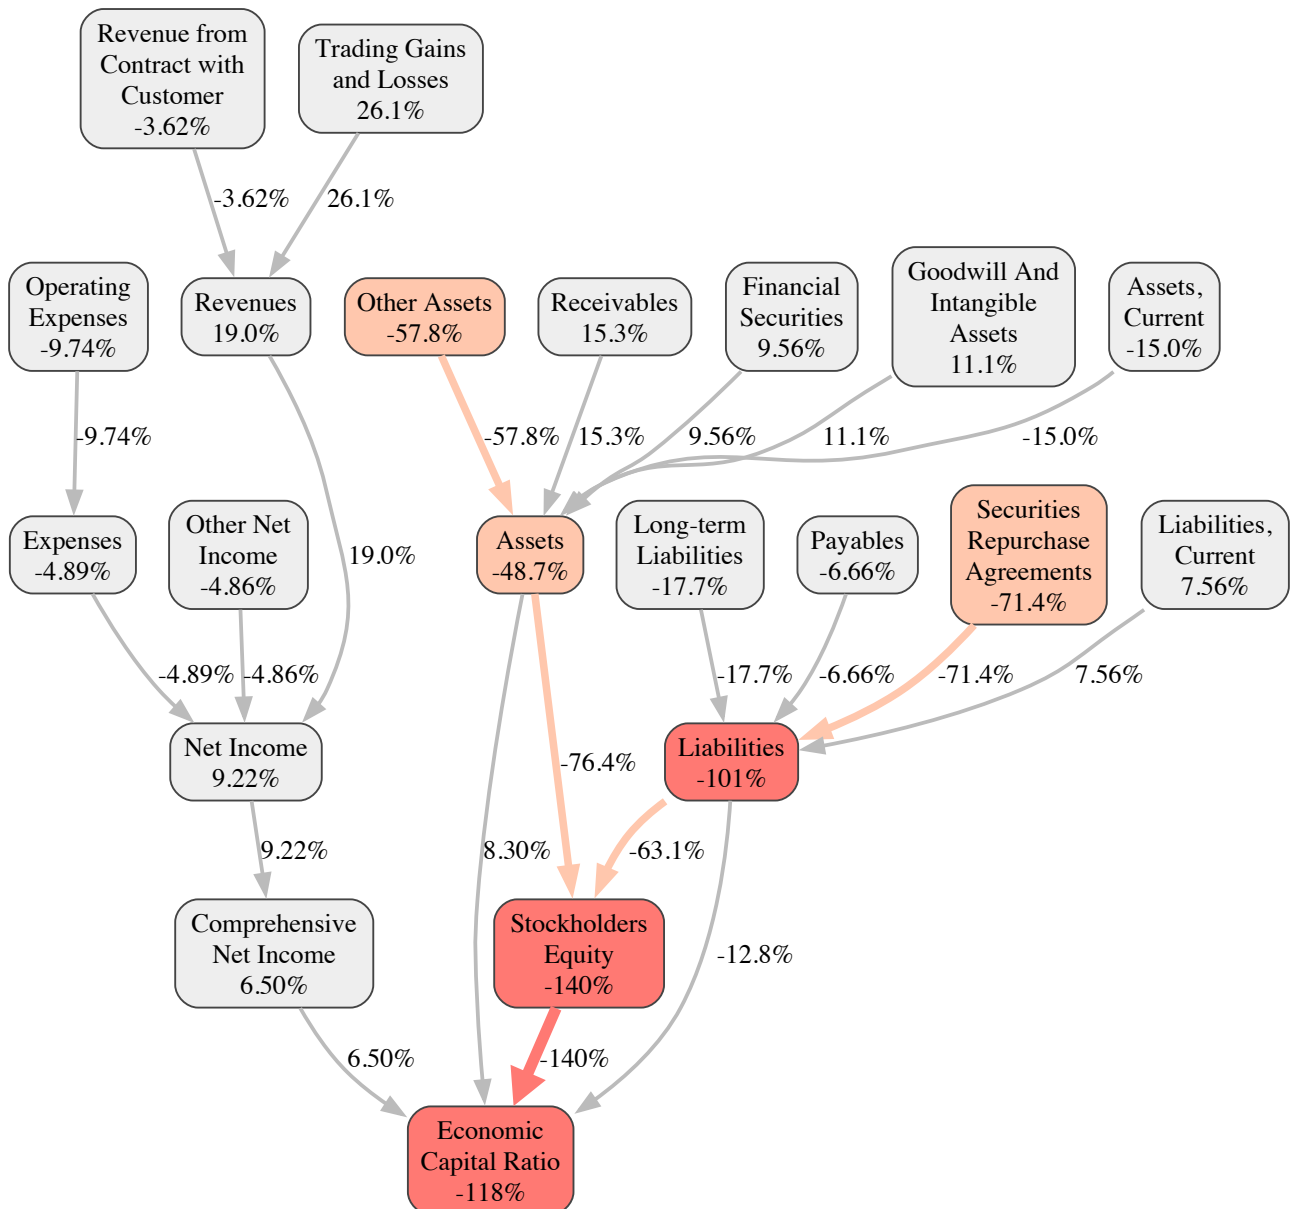 Revenue from
Contract with
Customer
-3.62%
Trading Gains
and Losses
26.1%
-3.62%
26.1%
Operating
Expenses
-9.74%
Revenues
19.0%
Other Assets
-57.8%
Receivables
15.3%
Financial
Securities
9.56%
Goodwill And
Intangible
Assets
11.1%
Assets,
Current
-15.0%
-9.74%
-57.8%
15.3%
9.56%
11.1%
-15.0%
Expenses
-4.89%
Other Net
Income
-4.86%
19.0%
Assets
-48.7%
Long-term
Liabilities
-17.7%
Payables
-6.66%
Securities
Repurchase
Agreements
-71.4%
Liabilities,
Current
7.56%
-4.89%
-4.86%
-17.7%
-6.66%
-71.4%
7.56%
Net Income
9.22%
-76.4%
Liabilities
-101%
9.22%
8.30%
-63.1%
Comprehensive
Net Income
6.50%
Stockholders
Equity
-140%
-12.8%
6.50%
-140%
Economic
Capital Ratio
-118%